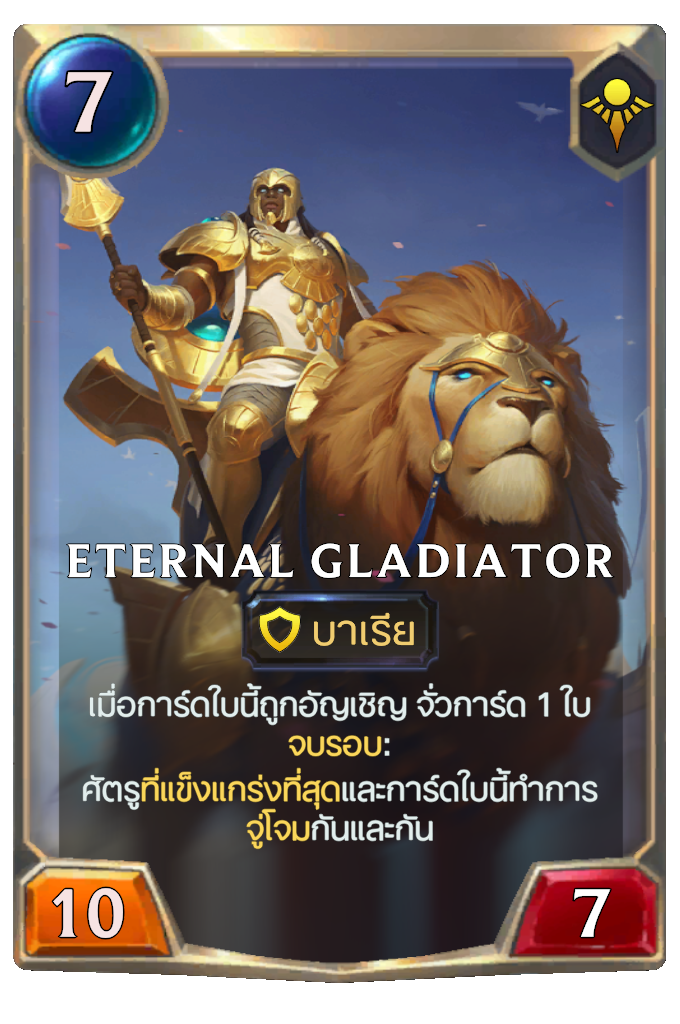 7
ETERNAL GLADIATOR
บาเรีย
เมื่อการ์ดใบนี้ถูกอัญเชิญ จั่วการ์ด 1 ใบ
จบรอบ:
ศัตรูที่แข็งแกร่งที่สุดและการ์ดใบนี้ทำการ
จู่โจมกันและกัน
10
7